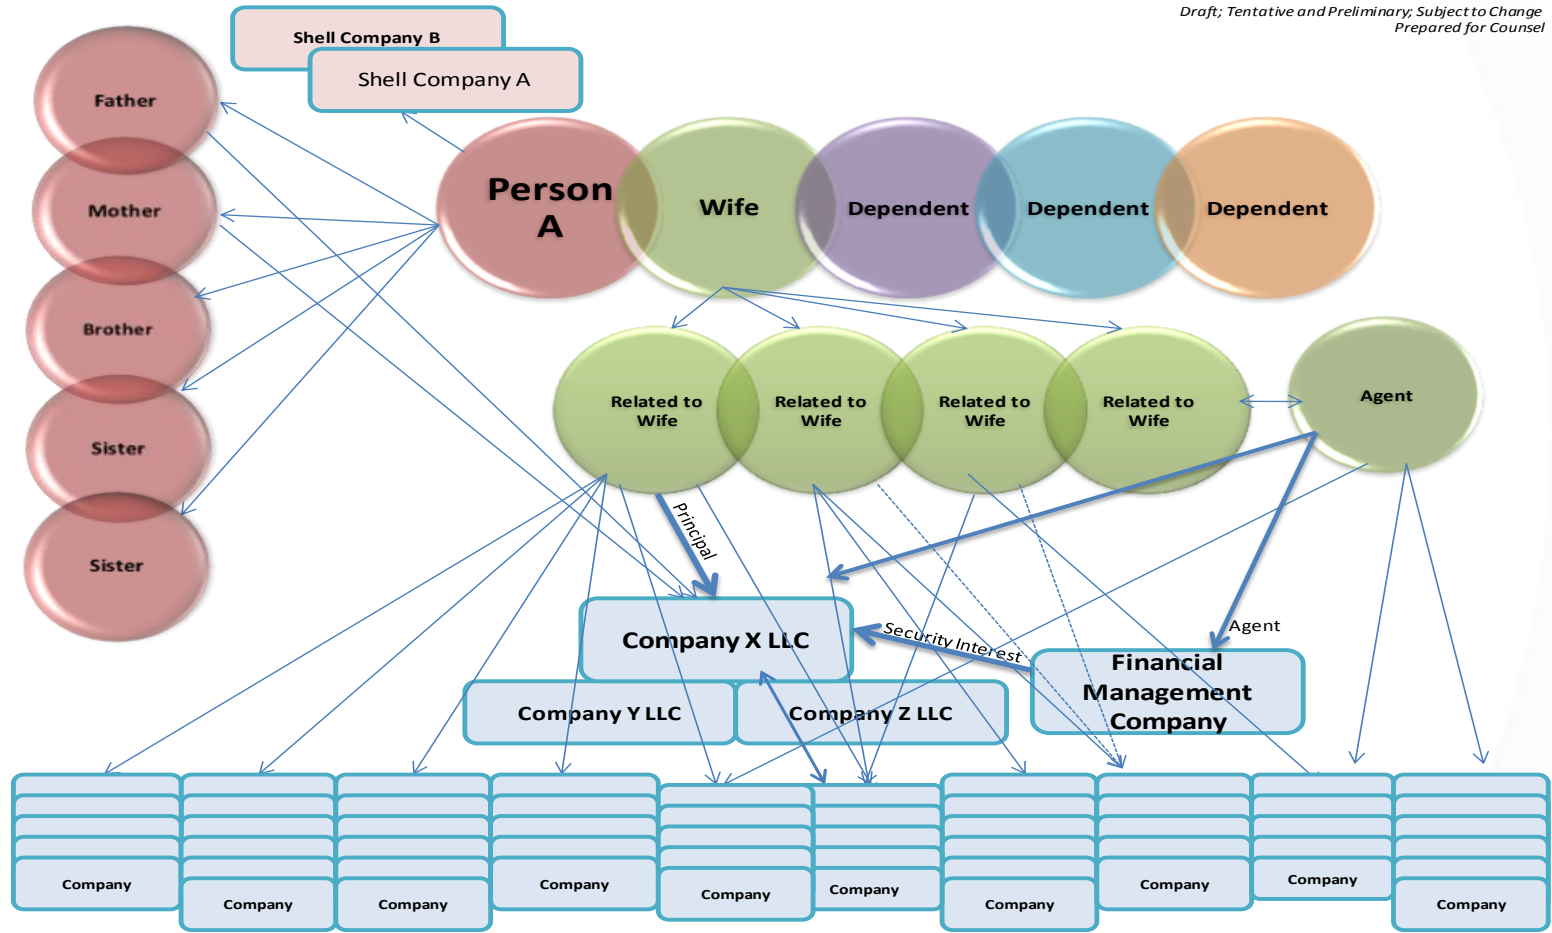 Draft; Tentative and Preliminary; Subject to Change
Prepared for Counsel
Shell Company B
Shell Company A
Father
Mother
Brother
Sister
Sister
Person
A
Wife
Dependent
Dependent
Dependent
Related to
Wife
Related to
Wife
Related to
Wife
Related to
Wife
Agent
Principal
Security Interest
Agent
Company X LLC
Company Y LLC
Company Z LLC
Financial
Management
Company
Company
Company
Company
Company
Company
Company
Company
Company
Company
Company